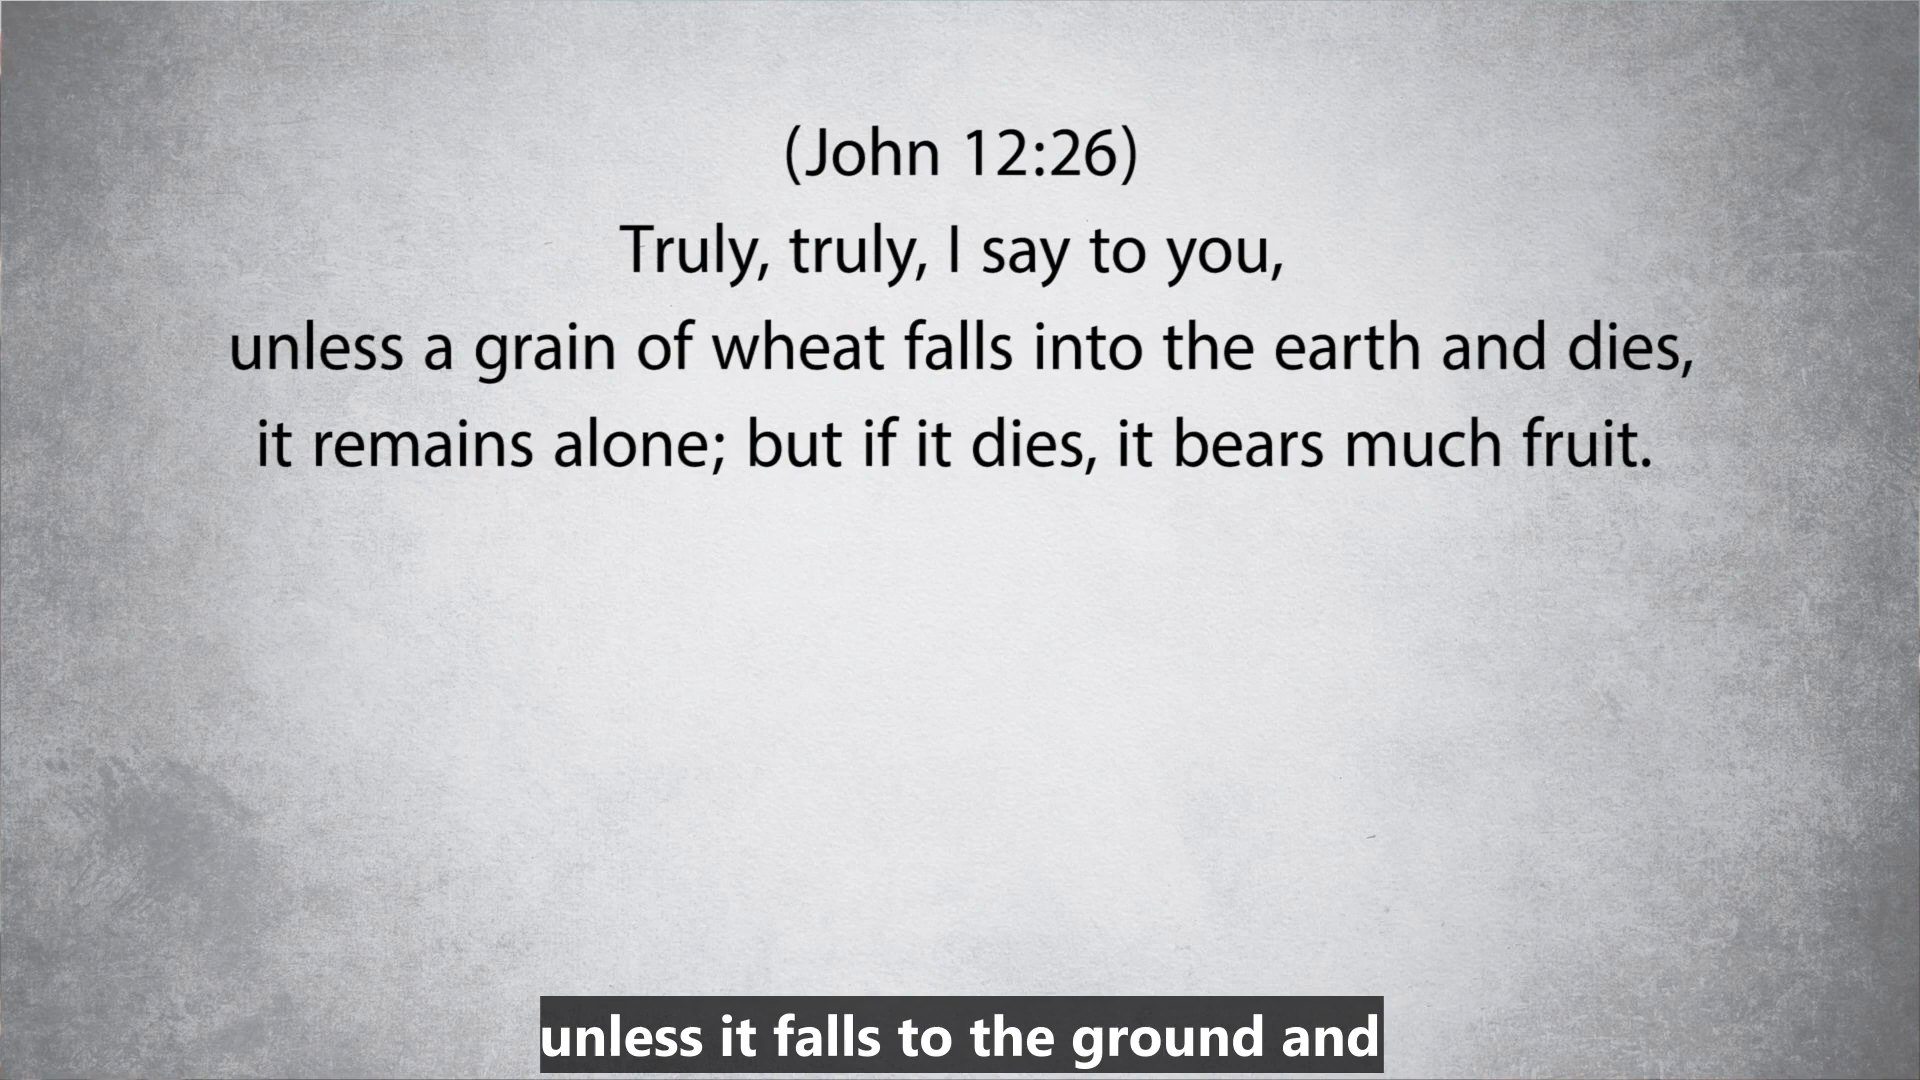 (John 12:26)
Truly, truly, I say to you,
unless a grain of wheat falls into the earth and dies,
it remains alone; but if it dies, it bears much fruit.
unless it falls to the ground and